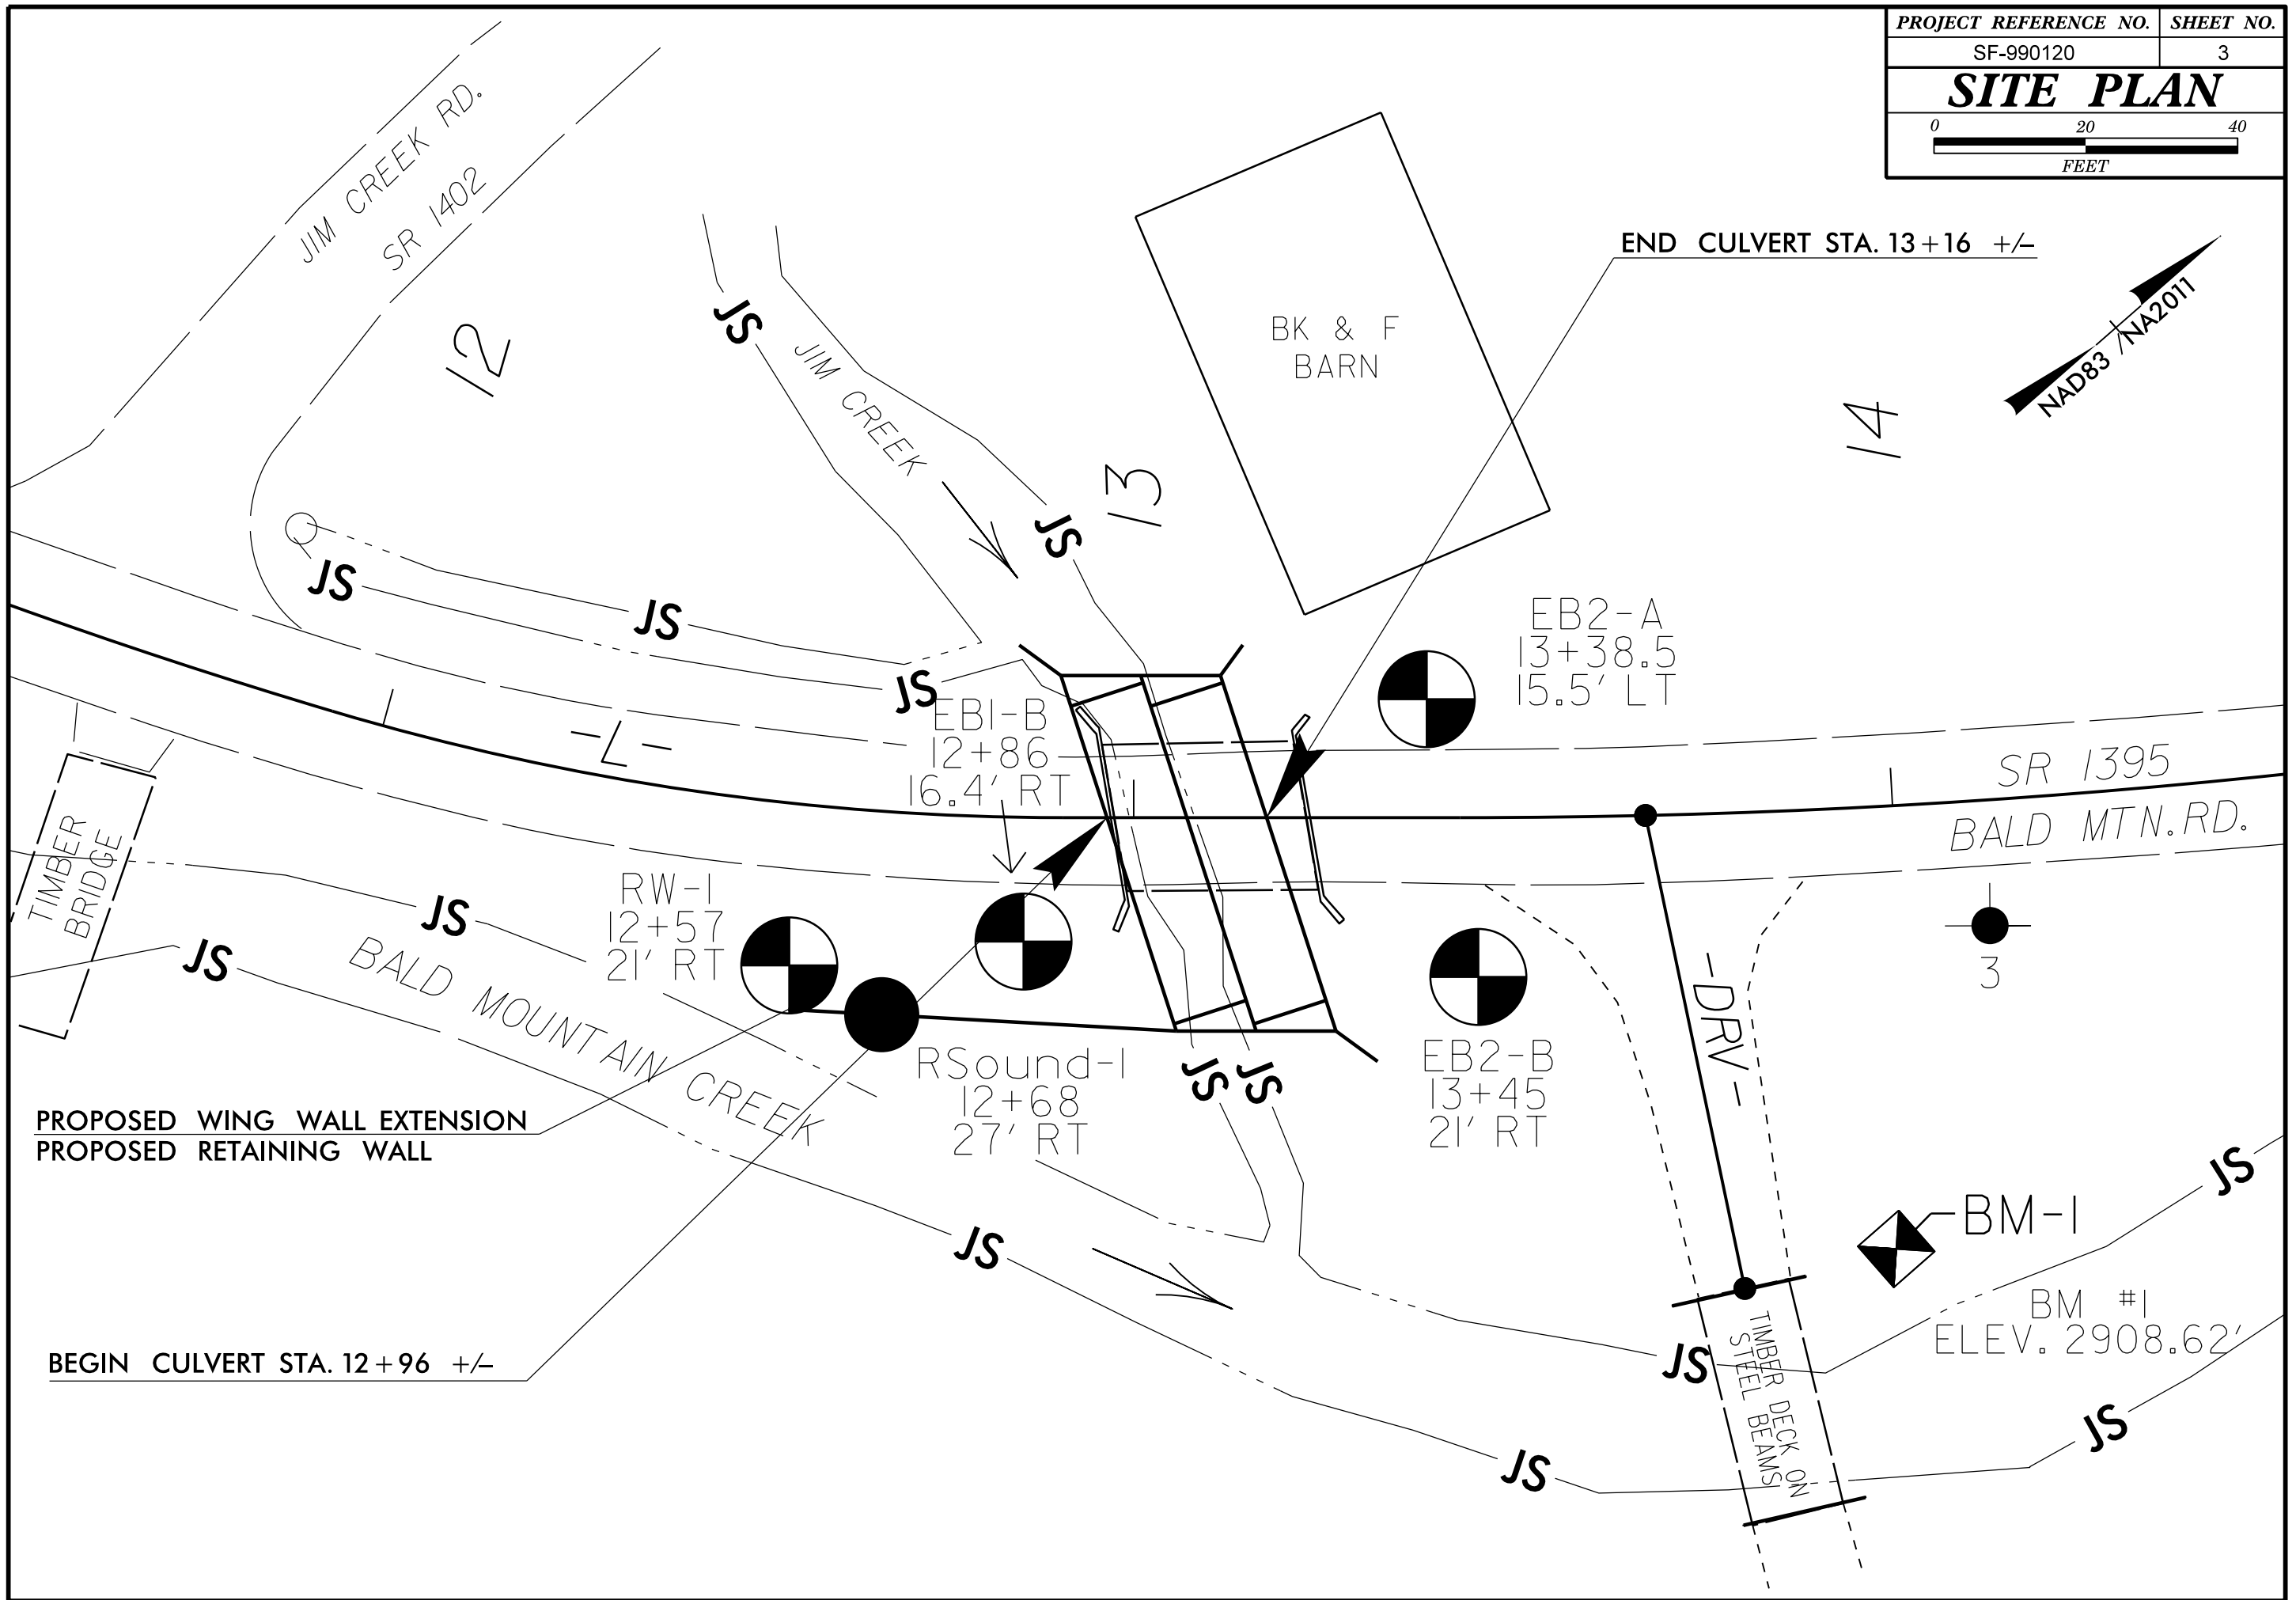 PROJECT REFERENCE NO. SHEET NO.
SF-990120 3
SITE PLAN
0 20 40
FEET
JIM CREEK RD.
SR 1402
END CULVERT STA. 13+16 +/-
NAD83 /NA2011
12
JS
JIM CREEK
BK & F
BARN
14
13
JS
JS
JS
JS
EB2-A
13+38.5
15.5' LT
EB1-B
12+86
16.4' RT
-L-
SR 1395
BALD MTN. RD.
TIMBER
BRIDGE
RW-1
12+57
21' RT
JS
JS
BALD MOUNTAIN CREEK
3
-DRV-
RSound-1
12+68
27' RT
JS
JS
EB2-B
13+45
21' RT
PROPOSED WING WALL EXTENSION
PROPOSED RETAINING WALL
JS
BM-1
JS
BM #1
ELEV. 2908.62'
BEGIN CULVERT STA. 12+96 +/-
JS
TIMBER DECK ON
STEEL BEAMS
JS
JS